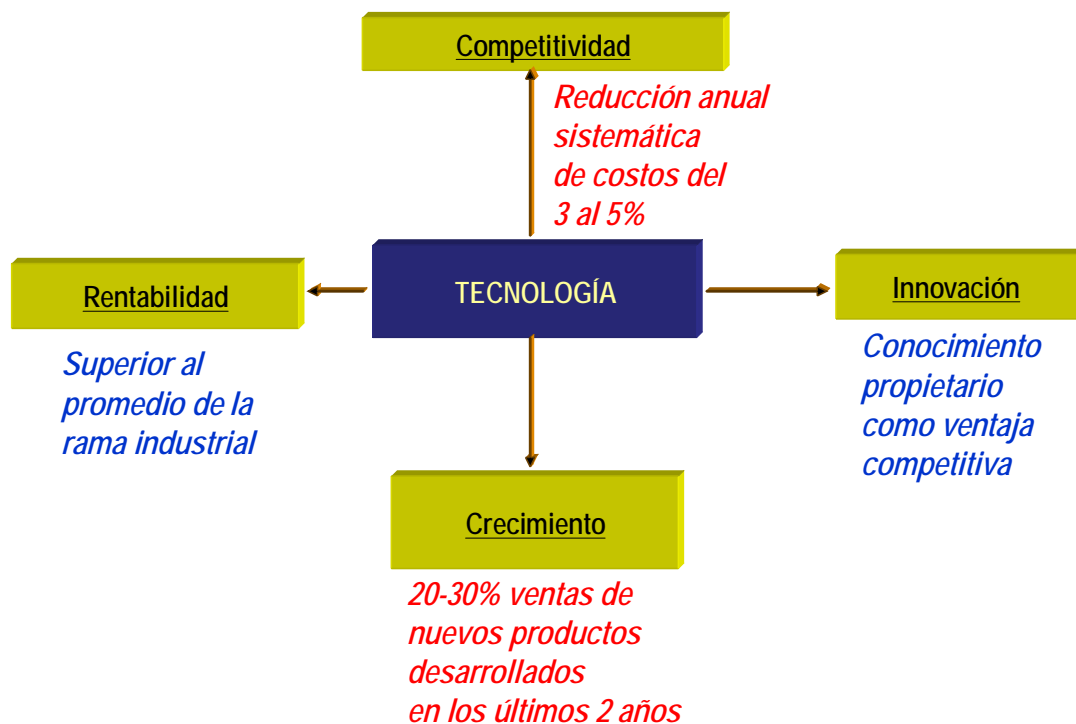 Competitividad
Reducción anual
sistemática
de costos del
3 al 5%
Rentabilidad
TECNOLOGÍA
Innovación
Superior al
promedio de la
rama industrial
Conocimiento
propietario
como ventaja
competitiva
Crecimiento
20-30% ventas de
nuevos productos
desarrollados
en los últimos 2 años